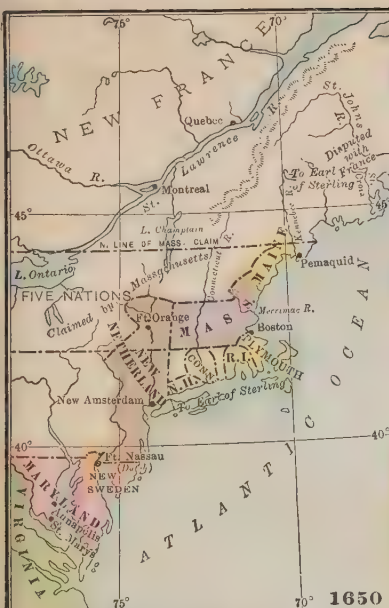 75°
70°
NEW FRANCE
Quebec
St. Lawrence R.
Ottawa R.
Montreal
St. Johns R.
Disputed with France
To Earl of Sterling
Croix
45°
45°
L. Champlain
Kennebec R.
N. LINE OF MASS. CLAIM
MAINE
Pemaquid
L. Ontario
Connecticut R.
FIVE NATIONS
Claimed by Massachusetts
Ft. Orange
MASS
Merrimac R.
Boston
NEW NETHERLAND
CONN.
R.I.
PLYMOUTH
N.H.
New Amsterdam
To Earl of Sterling
40°
40°
Ft. Nassau
(Du.)
NEW SWEDEN
MARYLAND
Annapolis
St. Marys
VIRGINIA
ATLANTIC OCEAN
75°
70°
1650